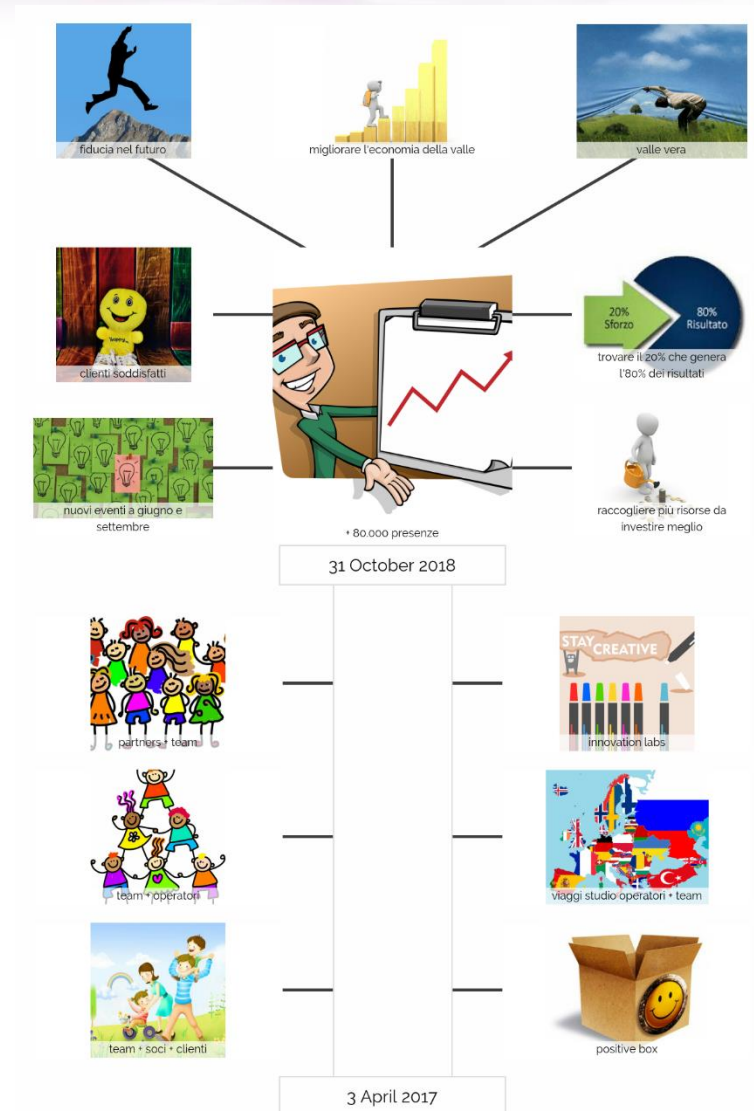 fiducia nel futuro
migliorare l'economia della valle
valle vera
clienti soddisfatti
20%
Sforzo
80%
Risultato
trovare il 20% che genera
l'80% dei risultati
nuovi eventi a giugno e
settembre
+ 80.000 presenze
raccogliere più risorse da
investire meglio
31 October 2018
partners + team
STAY
CREATIVE
innovation labs
team + operatori
viaggi studio operatori + team
team + soci + clienti
positive box
3 April 2017